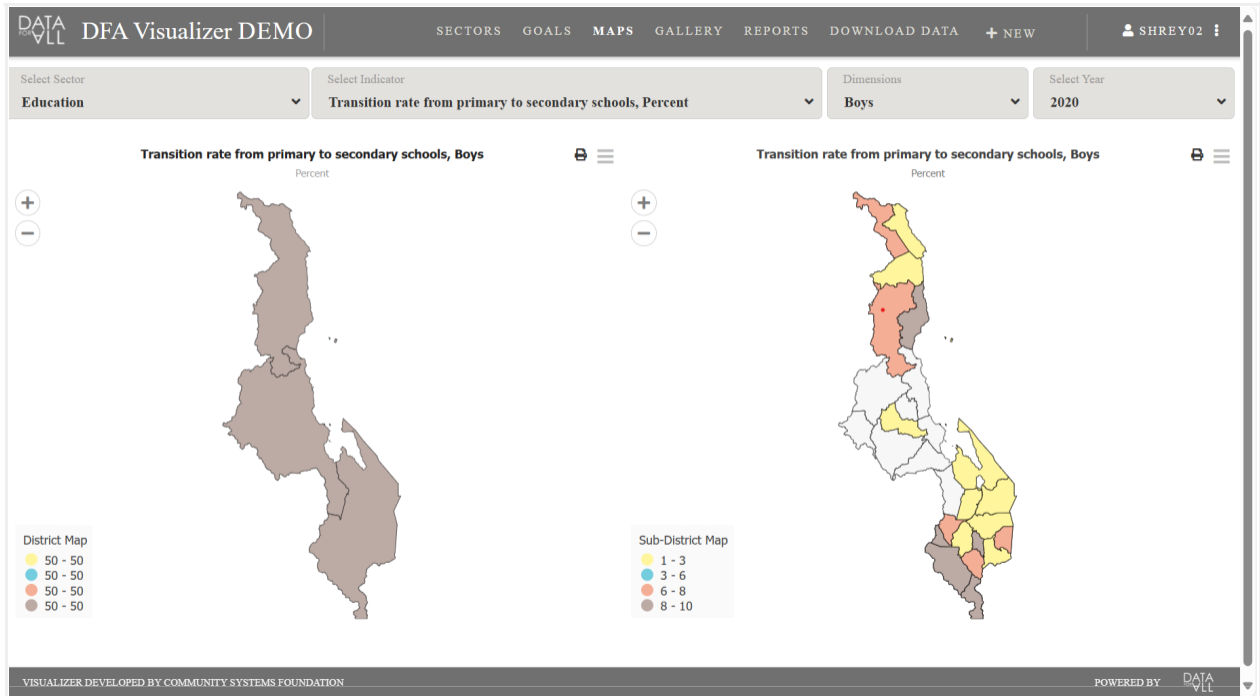 DATA
FOR
ALL
DFA Visualizer DEMO
SECTORS GOALS MAPS GALLERY REPORTS DOWNLOAD DATA + NEW
SHREY02
Select Sector
Education
Select Indicator
Transition rate from primary to secondary schools, Percent
Dimensions
Boys
Select Year
2020
Transition rate from primary to secondary schools, Boys
Percent
District Map
50 - 50
50 - 50
50 - 50
50 - 50
Transition rate from primary to secondary schools, Boys
Percent
Sub-District Map
1 - 3
3 - 6
6 - 8
8 - 10
VISUALIZER DEVELOPED BY COMMUNITY SYSTEMS FOUNDATION
POWERED BY
DATA
FOR
ALL